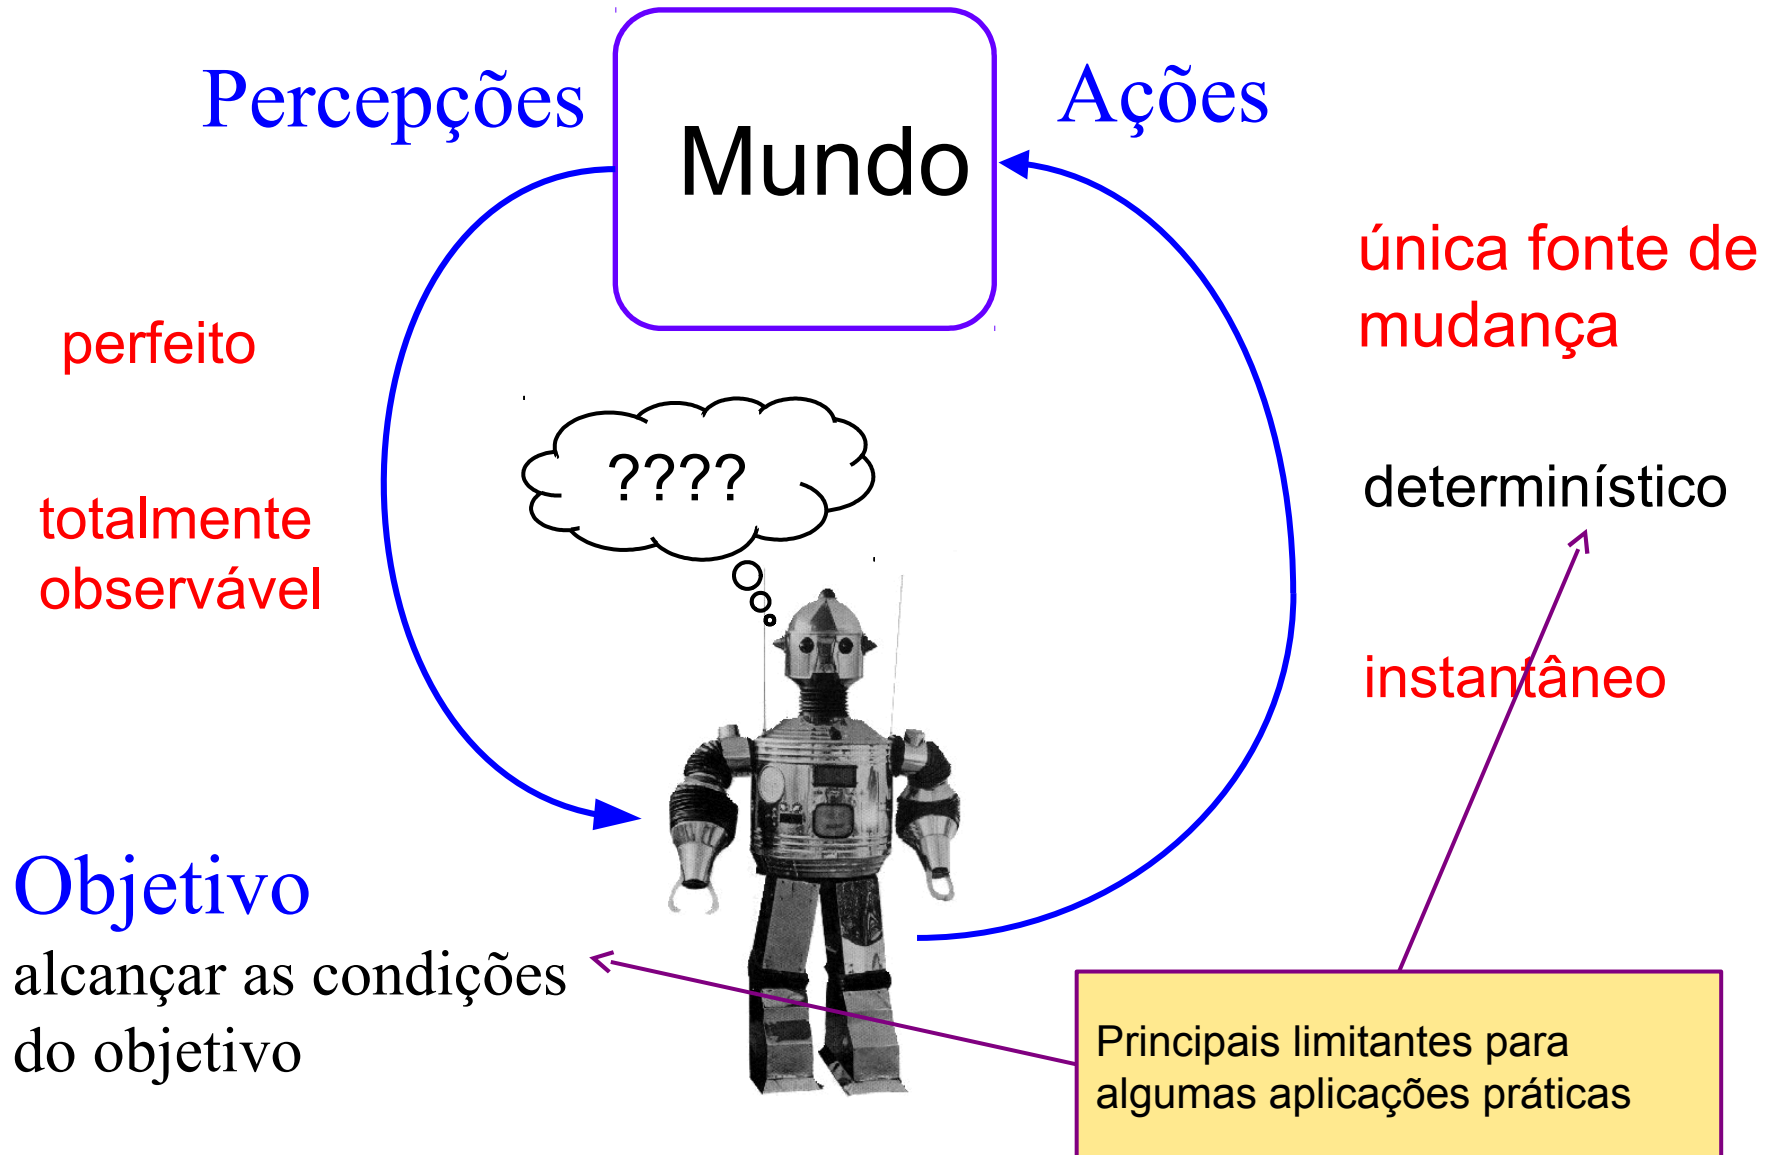 Percepções
Mundo
Ações
única fonte de
mudança
perfeito
????
determinístico
totalmente
observável
instantâneo
Objetivo
alcançar as condições
do objetivo
Principais limitantes para
algumas aplicações práticas